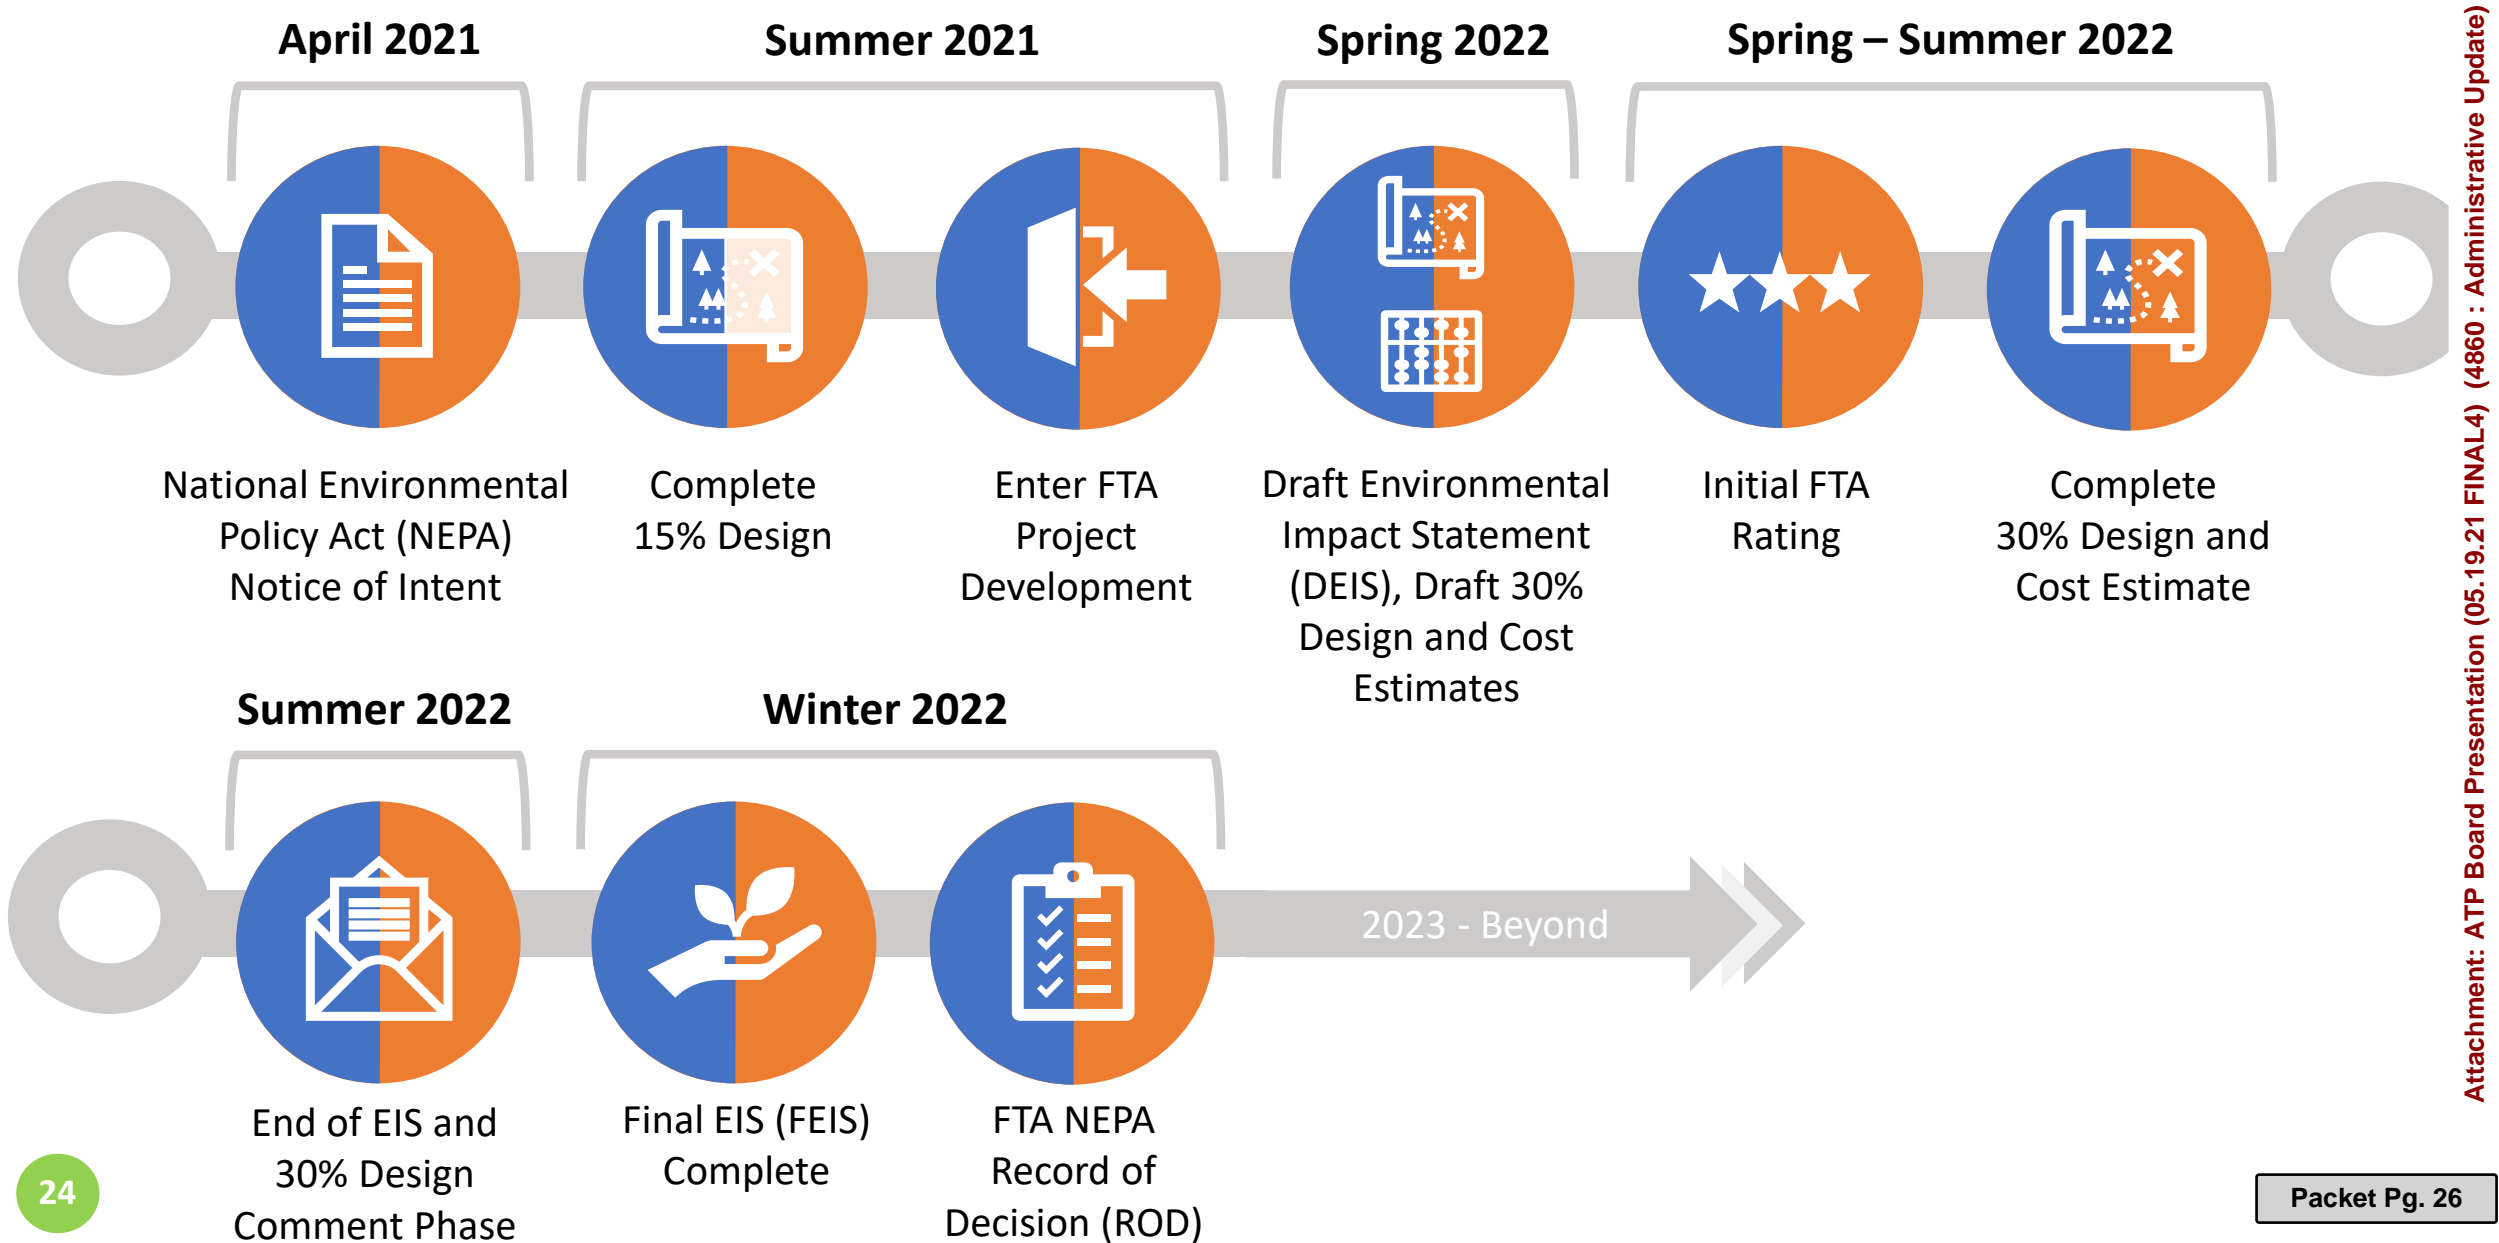 April 2021
Summer 2021
Spring 2022
Spring – Summer 2022
National Environmental
Policy Act (NEPA)
Notice of Intent
Complete
15% Design
Enter FTA
Project
Development
Draft Environmental
Impact Statement
(DEIS), Draft 30%
Design and Cost
Estimates
Initial FTA
Rating
Complete
30% Design and
Cost Estimate
Summer 2022
Winter 2022
2023 - Beyond
End of EIS and
30% Design
Comment Phase
Final EIS (FEIS)
Complete
FTA NEPA
Record of
Decision (ROD)
24
Attachment: ATP Board Presentation (05.19.21 FINAL4) (4860 : Administrative Update)
Packet Pg. 26